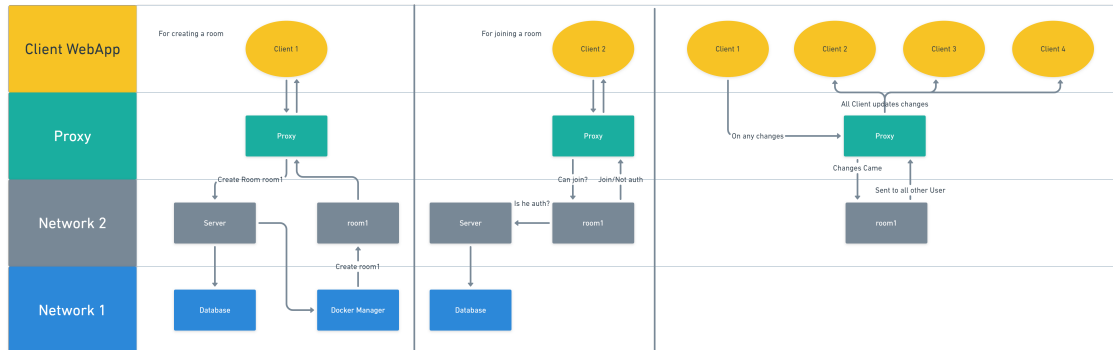 Client WebApp
For creating a room
Client 1
For joining a room
Client 2
Client 1
Client 2
Client 3
Client 4
All Client updates changes
Proxy
Proxy
Proxy
On any changes
Proxy
Create Room room1
Can join?
Join/Not auth
Changes Came
Sent to all other User
Network 2
Server
room1
Is he auth?
Server
room1
room1
Create room1
Network 1
Database
Docker Manager
Database